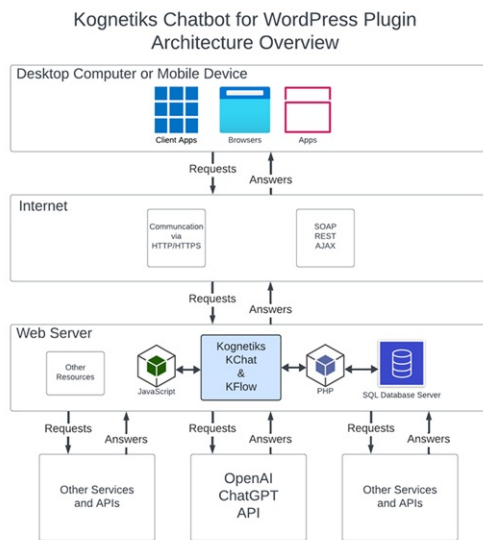 Kognetiks Chatbot for WordPress Plugin
Architecture Overview
Desktop Computer or Mobile Device
Client Apps
Browsers
Apps
Requests
Answers
Internet
Communcation
via
HTTP/HTTPS
SOAP
REST
AJAX
Requests
Answers
Web Server
Other
Resources
JavaScript
Kognetiks
KChat
&
KFlow
PHP
SQL Database Server
Requests
Answers
Requests
Answers
Requests
Answers
Other Services
and APIs
OpenAI
ChatGPT
API
Other Services
and APIs